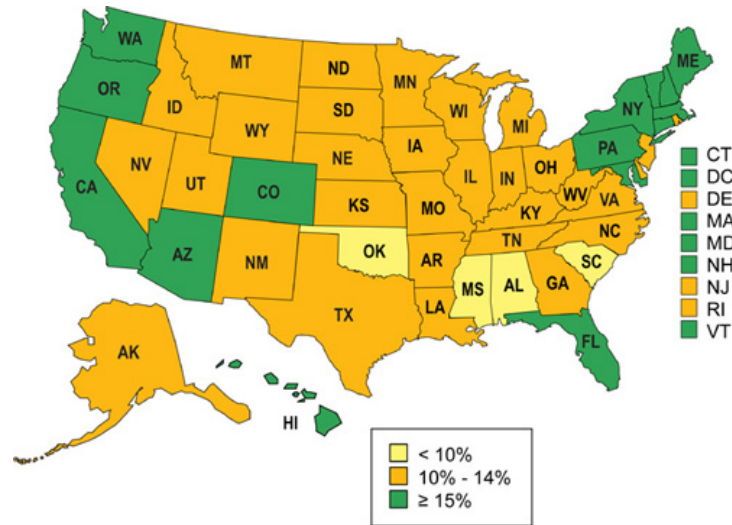 WA
OR
CA
NV
ID
MT
WY
UT
CO
AZ
NM
ND
SD
NE
KS
OK
TX
MN
IA
MO
AR
LA
WI
IL
MI
IN
OH
KY
TN
MS
AL
GA
WV
VA
NC
SC
FL
PA
NY
ME
AK
HI
CT
DC
DE
MA
MD
NH
NJ
RI
VT
< 10%
10% - 14%
≥ 15%